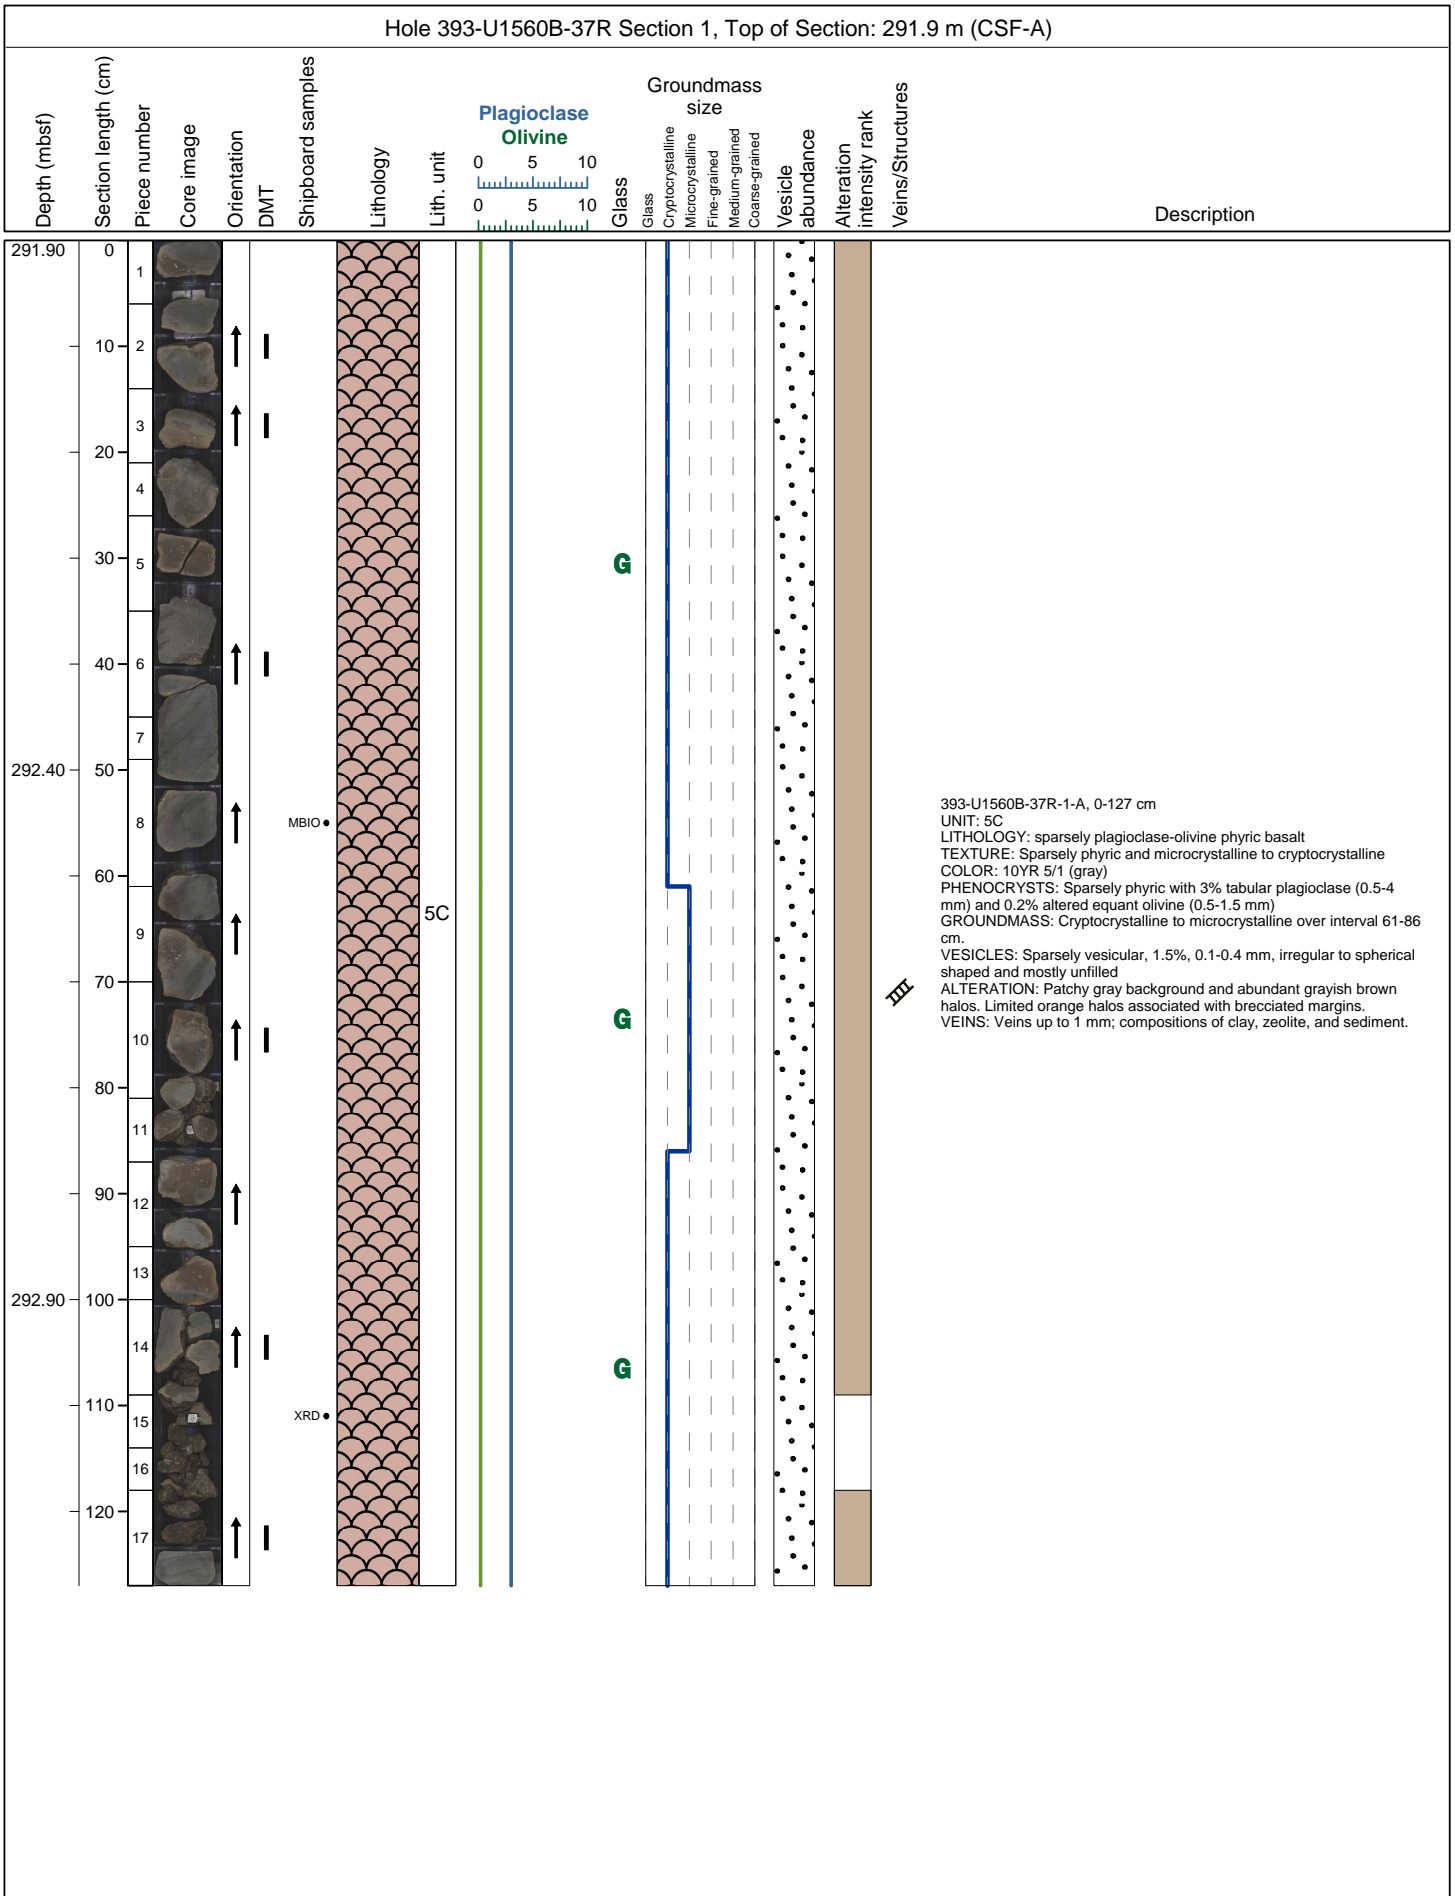 Hole 393-U1560B-37R Section 1, Top of Section: 291.9 m (CSF-A)
Depth (mbsf)
Section length (cm)
Piece number
Core image
Orientation
DMT
Shipboard samples
Lithology
Lith. unit
Plagioclase
Olivine
0 5 10
0 5 10
Glass
Groundmass
size
Glass
Cryptocrystalline
Microcrystalline
Fine-grained
Medium-grained
Coarse-grained
Vesicle
abundance
Alteration
intensity rank
Veins/Structures
Description
291.90 0
1
10 2
3
20
4
30 5
G
6
40
7
292.40 50
8
MBIO
60
5C
9
70
10
G
80
11
90
12
13
292.90 100
14
G
110
15
XRD
16
120
17
393-U1560B-37R-1-A, 0-127 cm
UNIT: 5C
LITHOLOGY: sparsely plagioclase-olivine phyric basalt
TEXTURE: Sparsely phyric and microcrystalline to cryptocrystalline
COLOR: 10YR 5/1 (gray)
PHENOCRYSTS: Sparsely phyric with 3% tabular plagioclase (0.5-4
mm) and 0.2% altered equant olivine (0.5-1.5 mm)
GROUNDMASS: Cryptocrystalline to microcrystalline over interval 61-86
cm.
VESICLES: Sparsely vesicular, 1.5%, 0.1-0.4 mm, irregular to spherical
shaped and mostly unfilled
ALTERATION: Patchy gray background and abundant grayish brown
halos. Limited orange halos associated with brecciated margins.
VEINS: Veins up to 1 mm; compositions of clay, zeolite, and sediment.